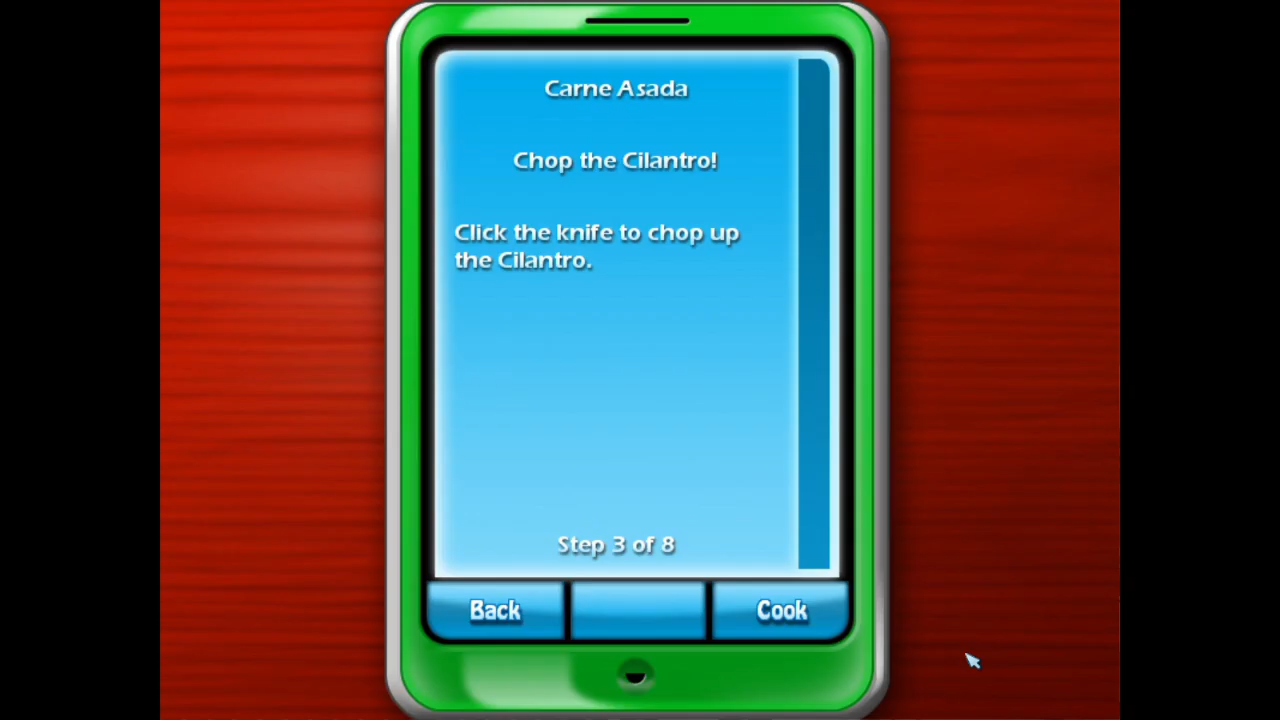 Carne Asada
Chop the Cilantro!
Click the knife to chop up
the Cilantro.
Step 3 of 8
Back
Cook